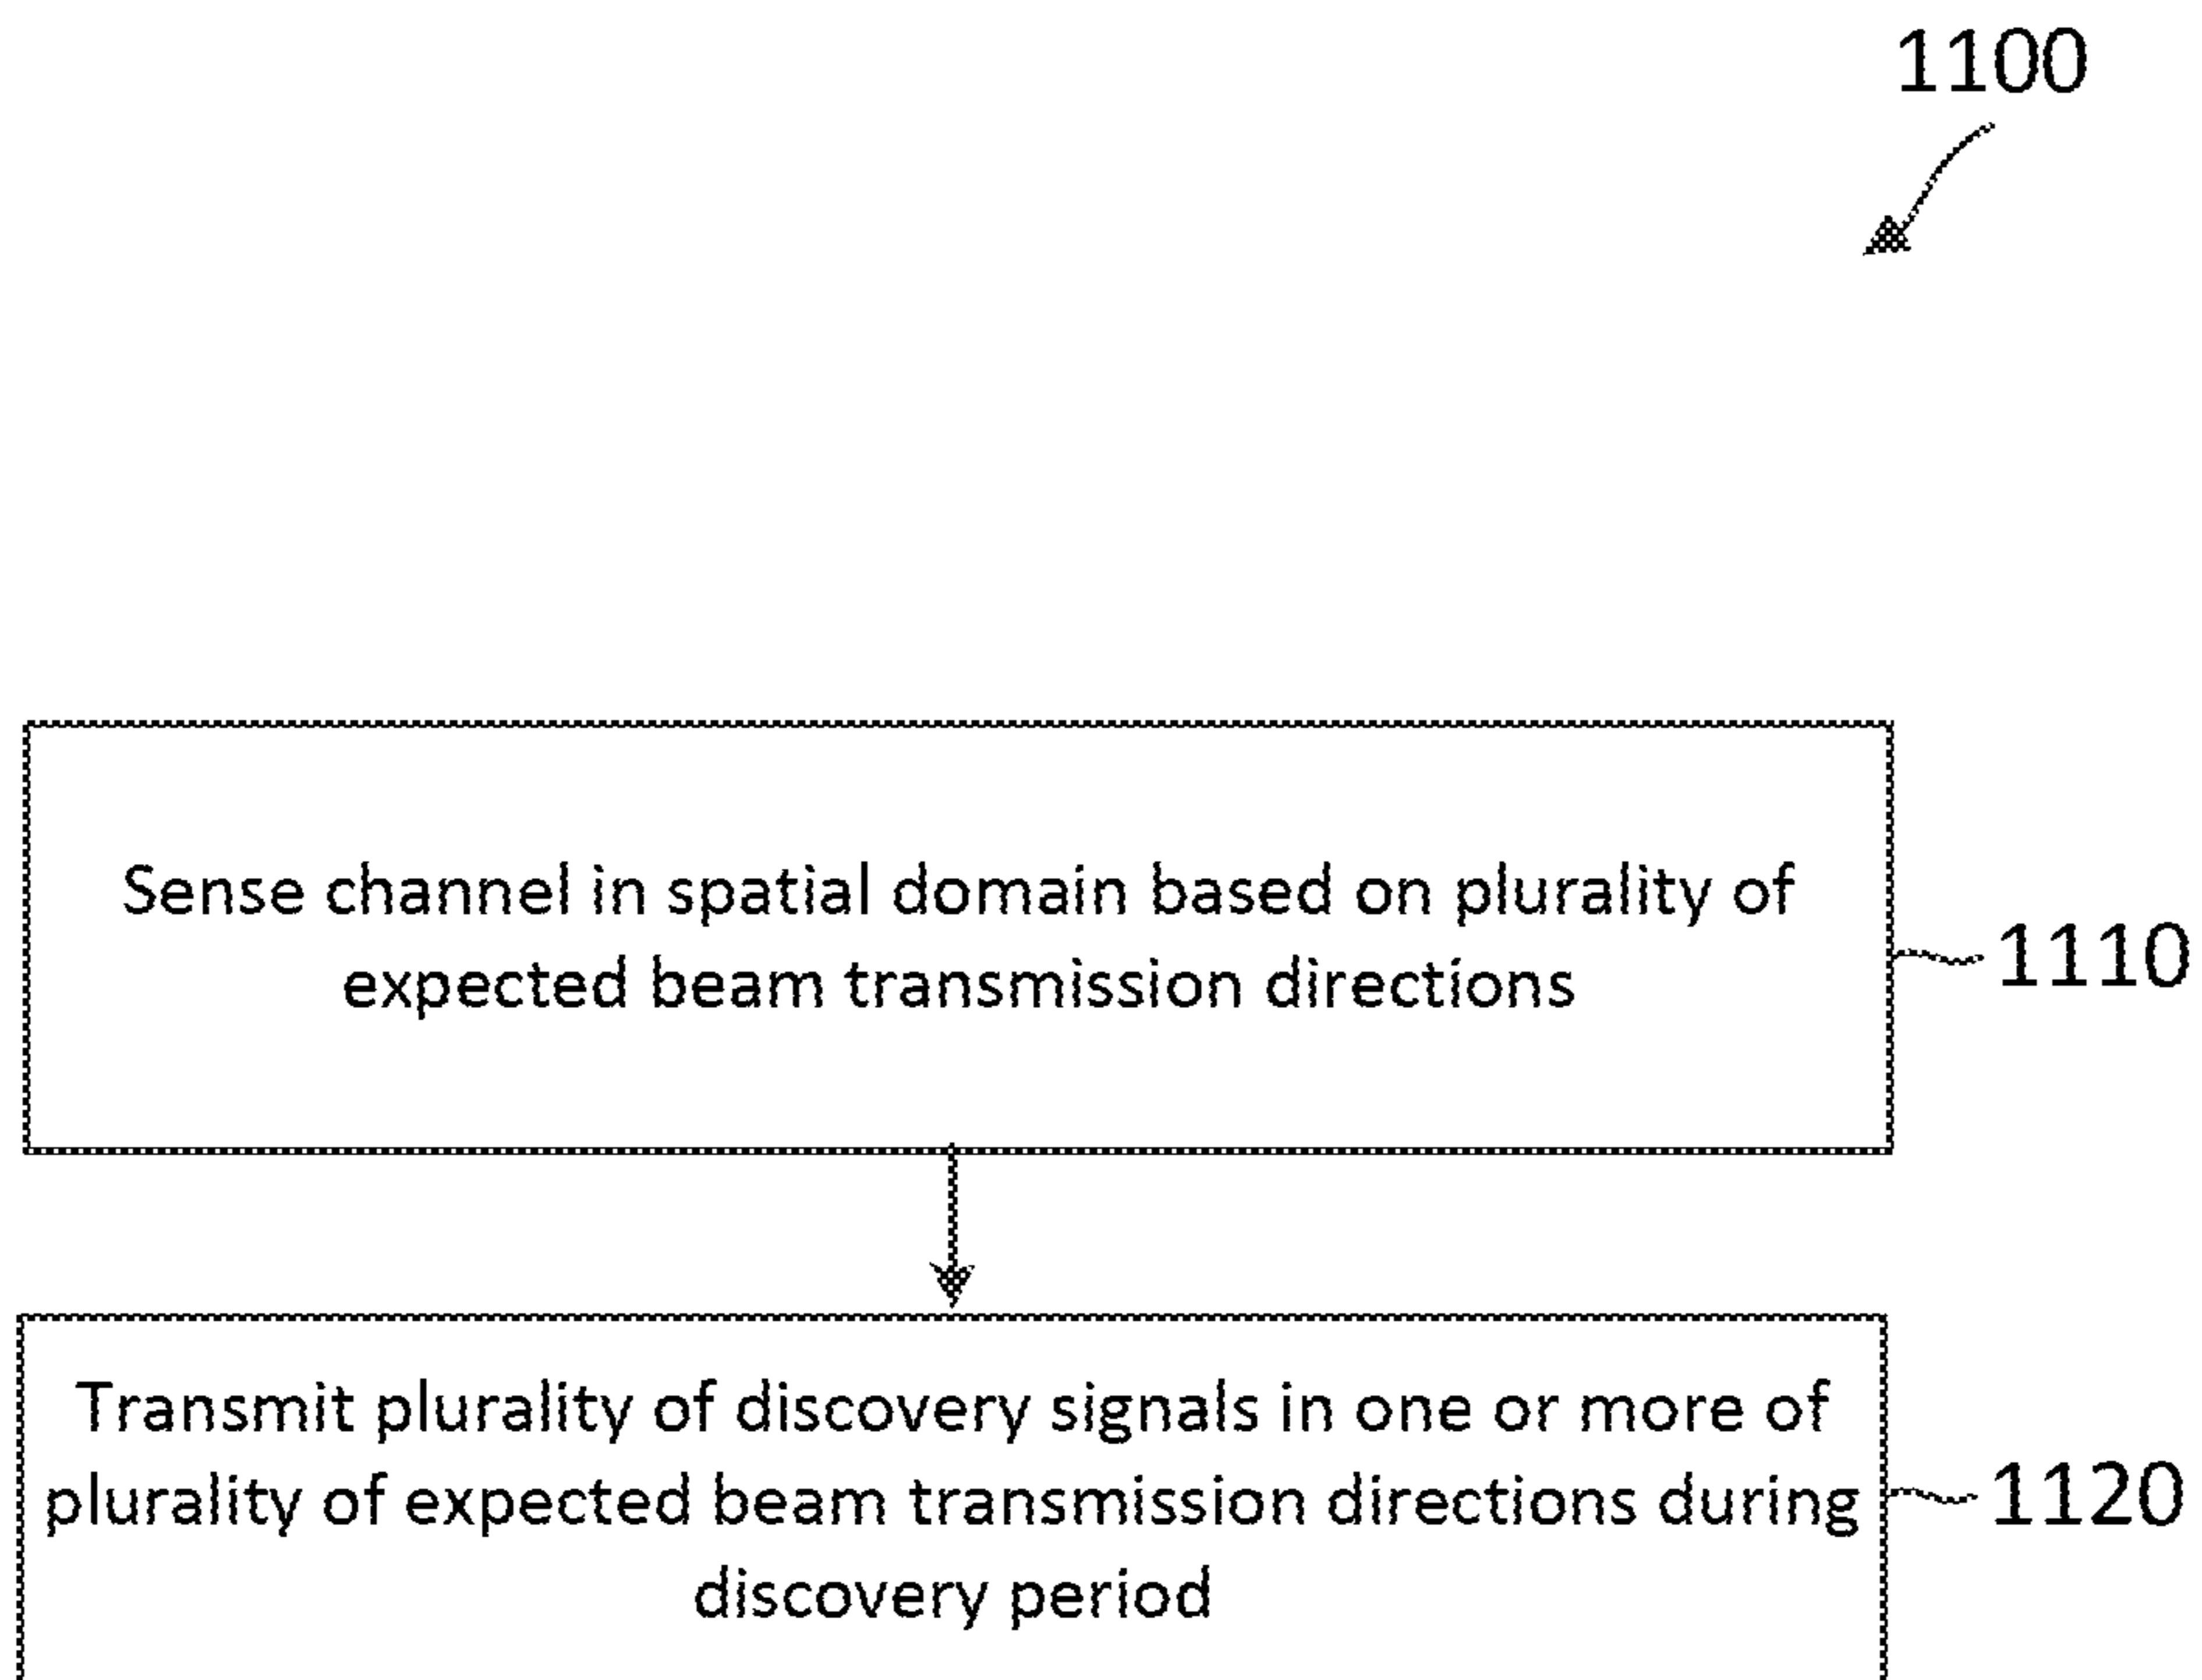 1100
Sense channel in spatial domain based on plurality of
expected beam transmission directions
1110
Transmit plurality of discovery signals in one or more of
plurality of expected beam transmission directions during
discovery period
1120